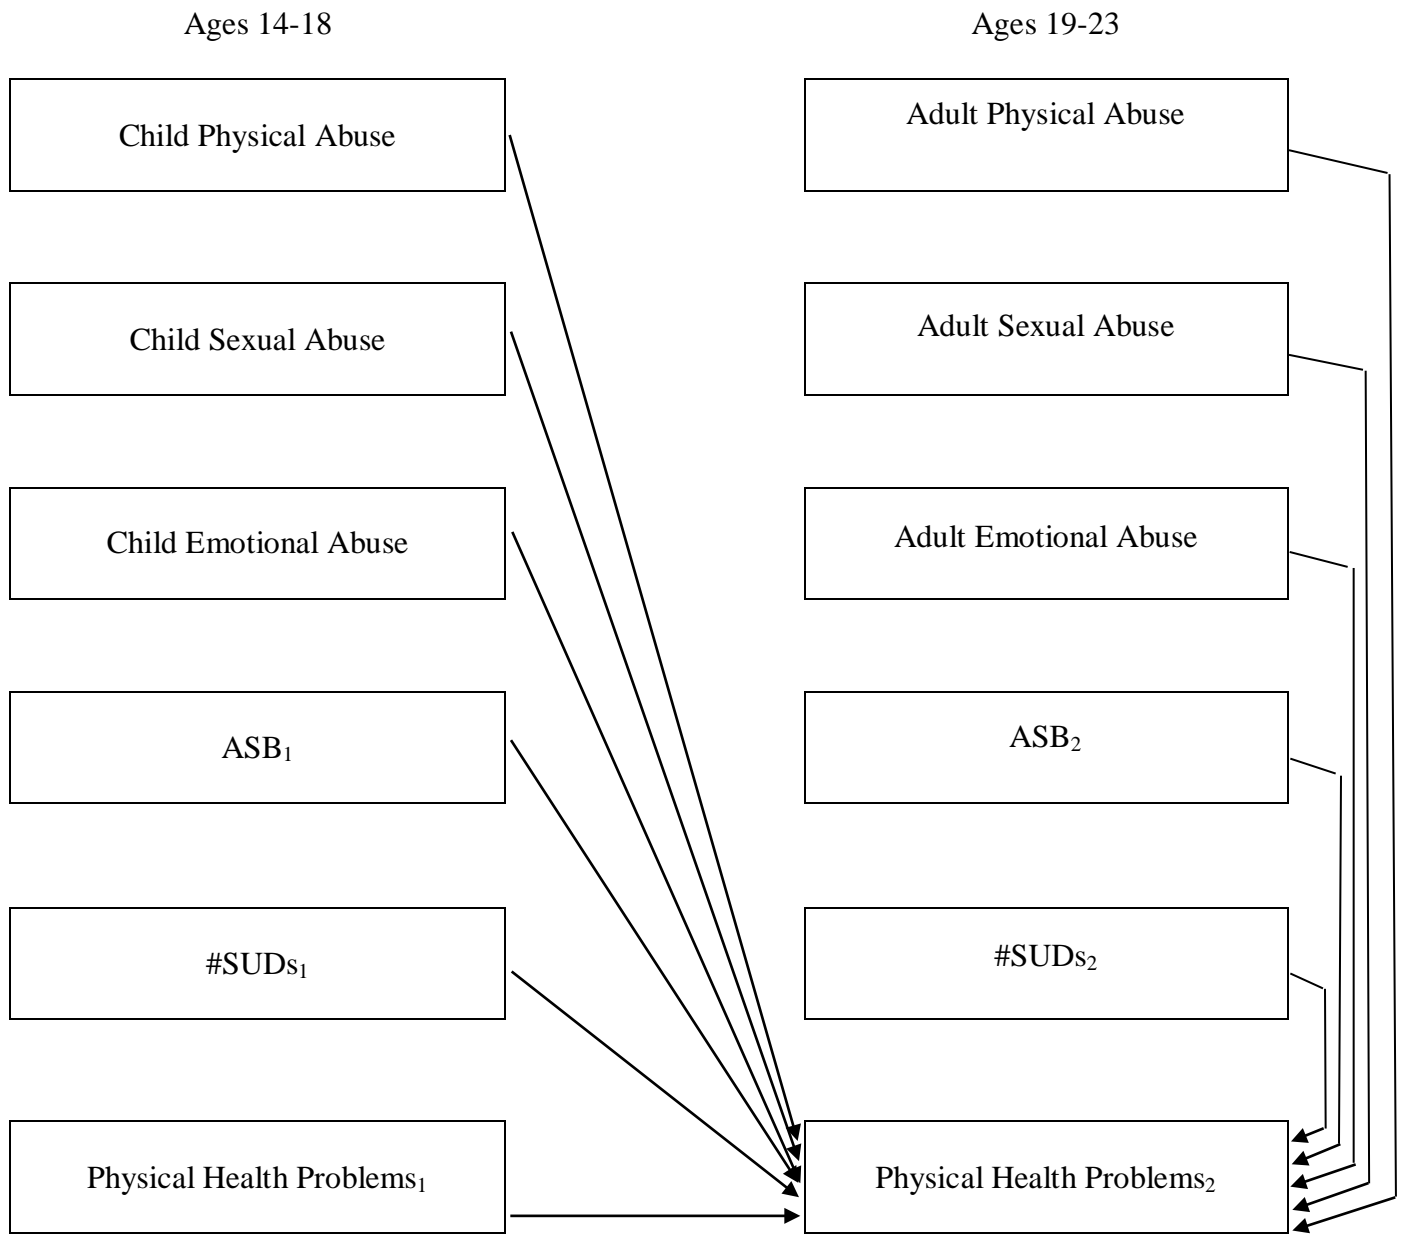 Ages 14-18
Ages 19-23
Child Physical Abuse
Adult Physical Abuse
Child Sexual Abuse
Adult Sexual Abuse
Child Emotional Abuse
Adult Emotional Abuse
ASB₁
ASB₂
#SUDs₁
#SUDs₂
Physical Health Problems₁
Physical Health Problems₂